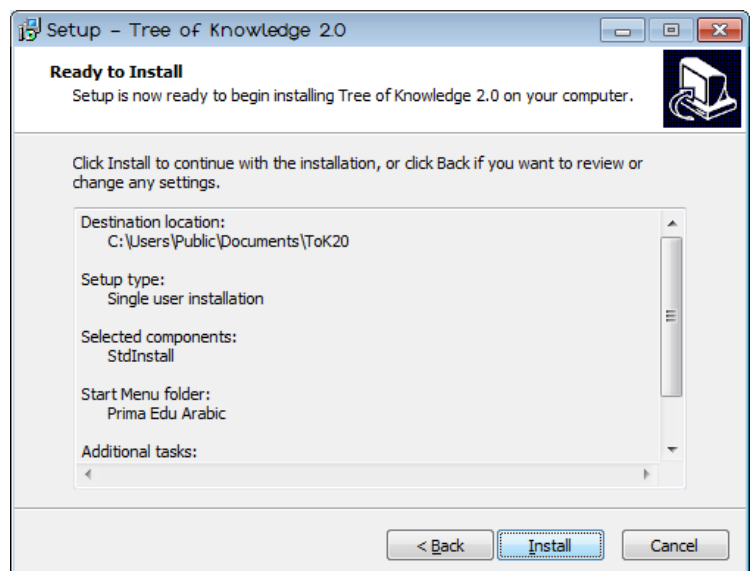 Setup - Tree of Knowledge 2.0
Ready to Install
Setup is now ready to begin installing Tree of Knowledge 2.0 on your computer.
Click Install to continue with the installation, or click Back if you want to review or
change any settings.
Destination location:
C:\Users\Public\Documents\ToK20
Setup type:
Single user installation
Selected components:
StdInstall
Start Menu folder:
Prima Edu Arabic
Additional tasks:
< Back
Install
Cancel